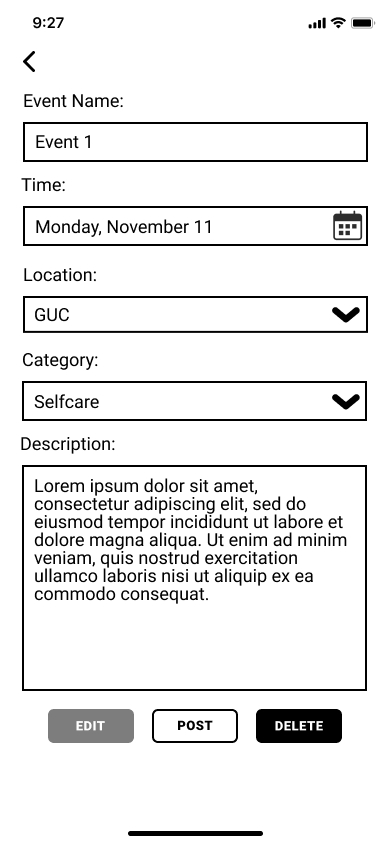 9:27
Event Name:
Event 1
Time:
Monday, November 11
Location:
GUC
Category:
Selfcare
Description:
Lorem ipsum dolor sit amet,
consectetur adipiscing elit, sed do
eiusmod tempor incididunt ut labore et
dolore magna aliqua. Ut enim ad minim
veniam, quis nostrud exercitation
ullamco laboris nisi ut aliquip ex ea
commodo consequat.
EDIT POST DELETE